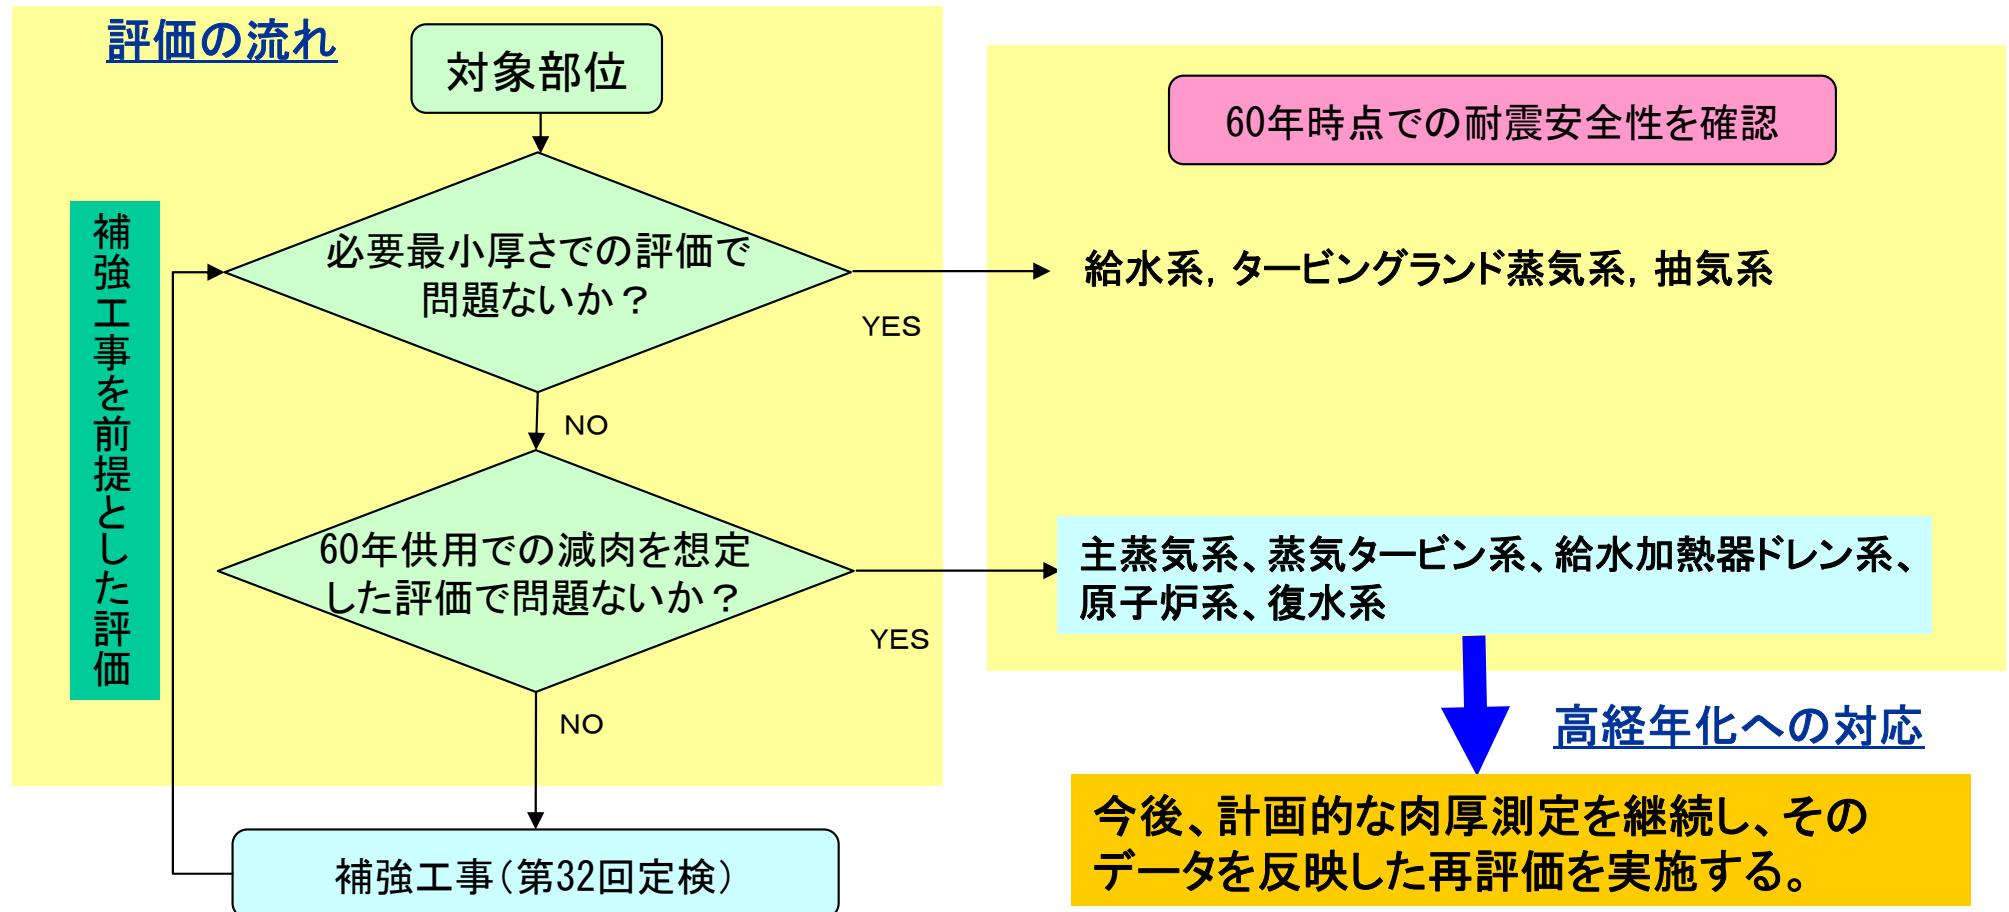 評価の流れ
対象部位
60年時点での耐震安全性を確認
補強工事を前提とした評価
必要最小厚さでの評価で
問題ないか？
YES
給水系，タービングランド蒸気系，抽気系
NO
60年供用での減肉を想定
した評価で問題ないか？
YES
主蒸気系、蒸気タービン系、給水加熱器ドレン系、
原子炉系、復水系
NO
高経年化への対応
補強工事（第32回定検）
今後、計画的な肉厚測定を継続し、その
データを反映した再評価を実施する。